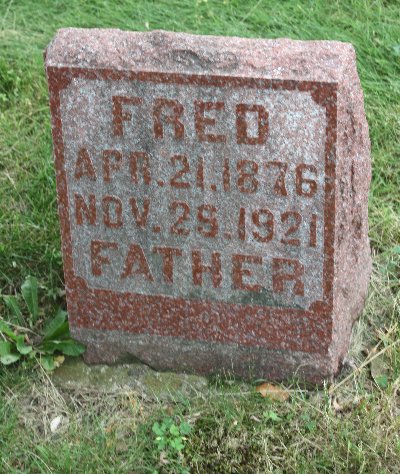 FRED
APR. 21. 1876
NOV. 29. 1921
FATHER